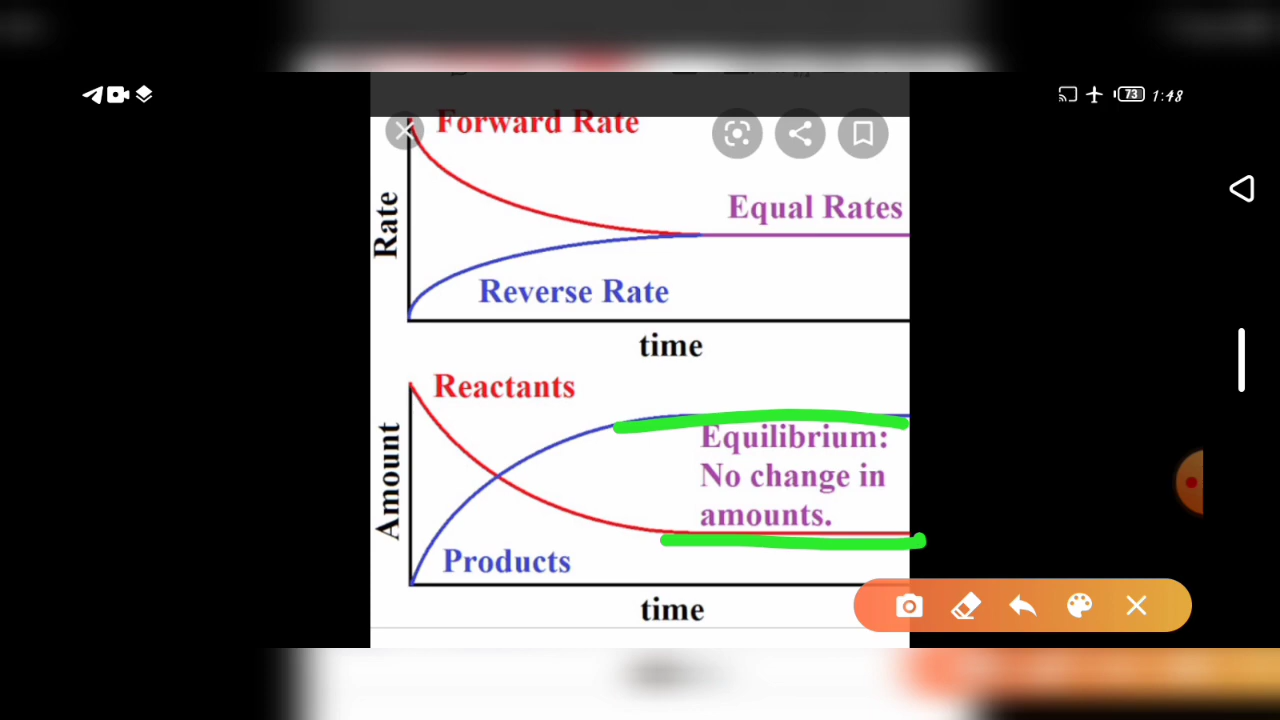 73 1:48
Forward Rate
Equal Rates
Rate
Reverse Rate
time
Reactants
Equilibrium:
No change in
amounts.
Amount
Products
time